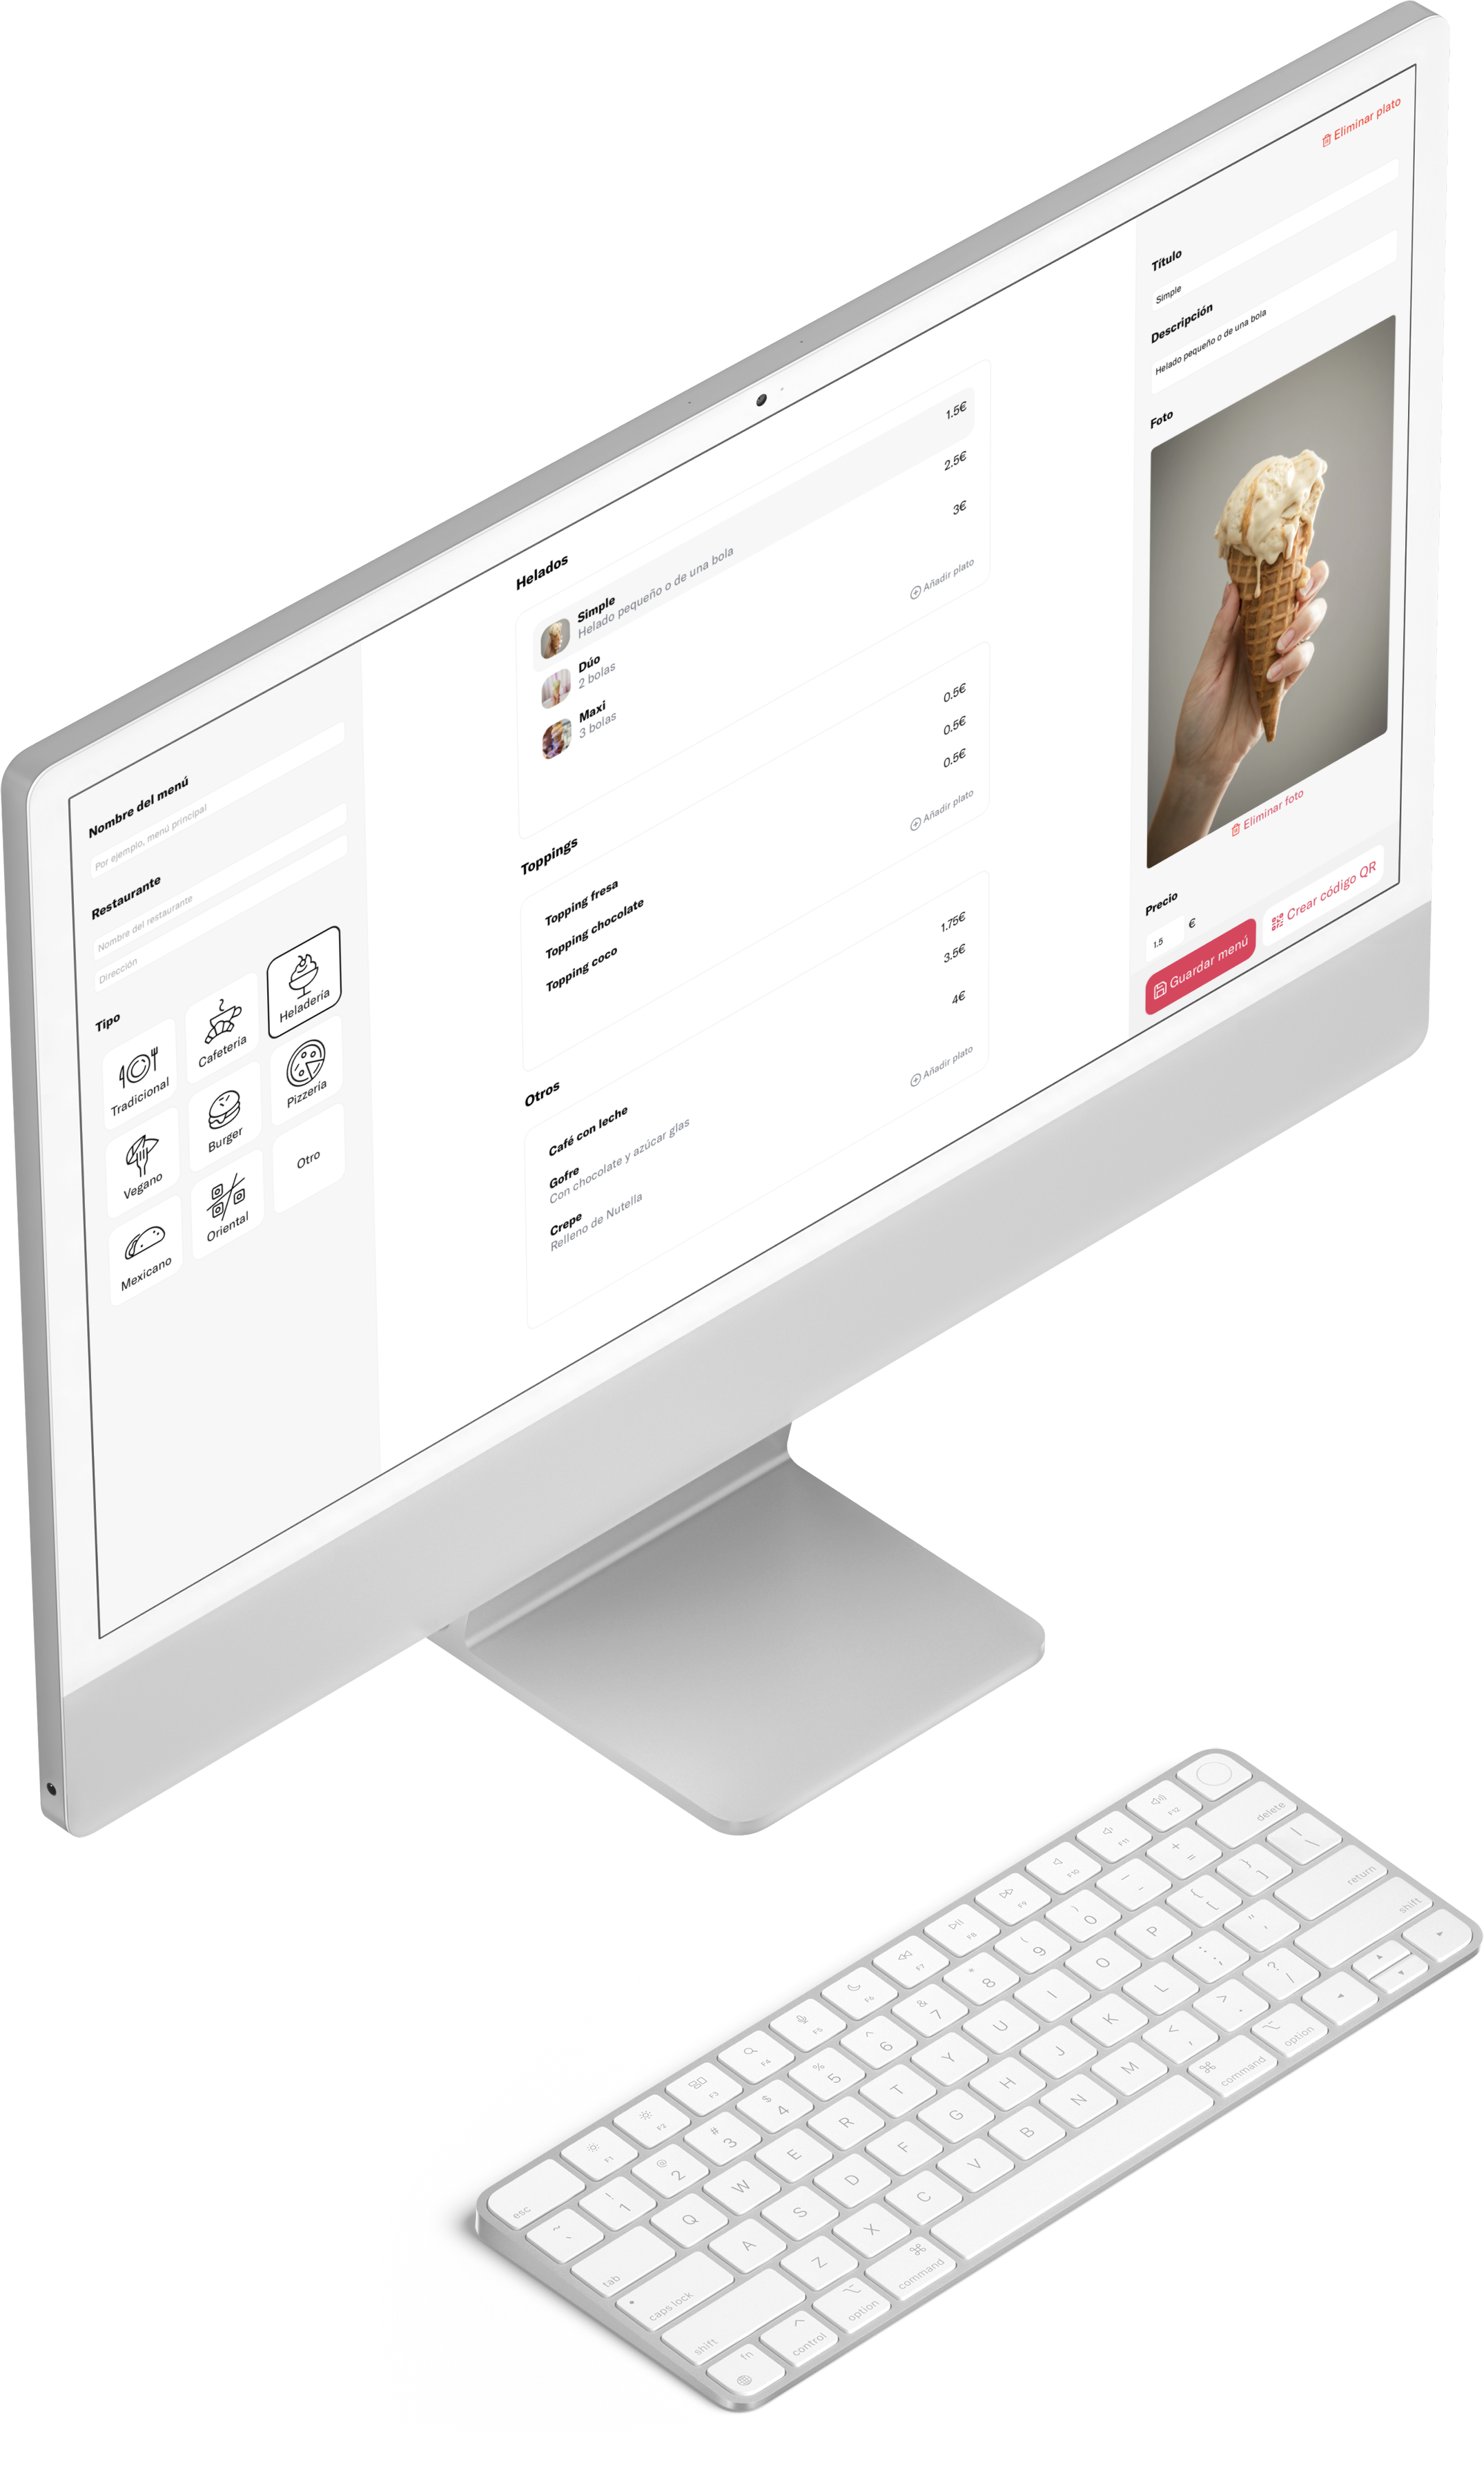 Nombre del menú
Por ejemplo, menú principal
Restaurante
Nombre del restaurante
Dirección
Tipo
Tradicional
Cafetería
Heladería
Vegano
Burger
Pizzería
Mexicano
Oriental
Otro
Helados
Simple 1.5€
Helado pequeño o de una bola
Dúo 2.5€
2 bolas
Maxi 3€
3 bolas
Añadir plato
Toppings
Topping fresa 0.5€
Topping chocolate 0.5€
Topping coco 0.5€
Añadir plato
Otros
Café con leche 1.75€
Gofre 3.5€
Con chocolate y azúcar glas
Crepe 4€
Relleno de Nutella
Añadir plato
Eliminar plato
Título
Simple
Descripción
Helado pequeño o de una bola
Foto
Eliminar foto
Precio
1.5 €
Guardar menú
Crear código QR
esc F1 F2 F3 F4 F5 F6 F7 F8 F9 F10 F11 F12
~ ` ! 1 @ 2 # 3 $ 4 % 5 ^ 6 & 7 * 8 ( 9 ) 0 _ - + = delete
tab Q W E R T Y U I O P { [ } ] | \
caps lock A S D F G H J K L : ; " ' return
shift Z X C V B N M < , > . ? / shift
fn control option command command option